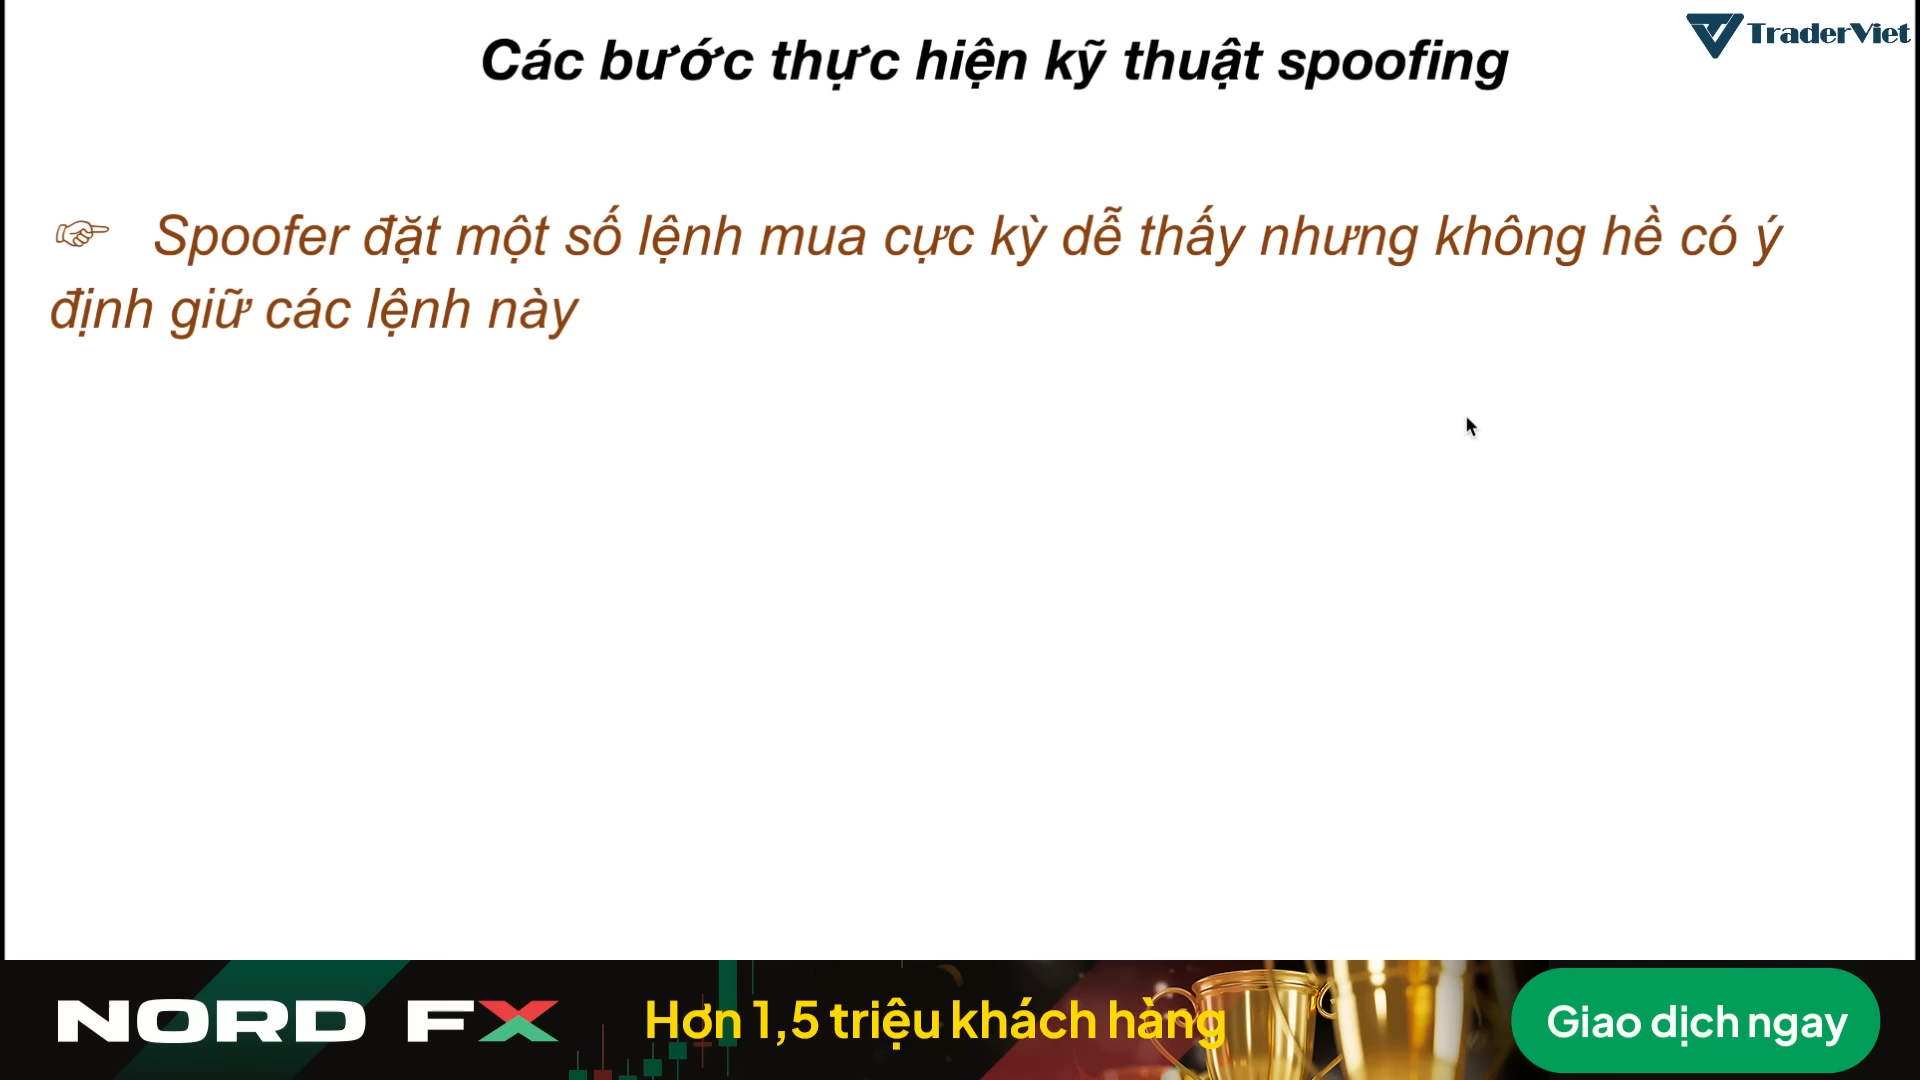 Các bước thực hiện kỹ thuật spoofing
TraderViet
☞ Spoofer đặt một số lệnh mua cực kỳ dễ thấy nhưng không hề có ý
định giữ các lệnh này
NORD FX
Hơn 1,5 triệu khách hàng
Giao dịch ngay